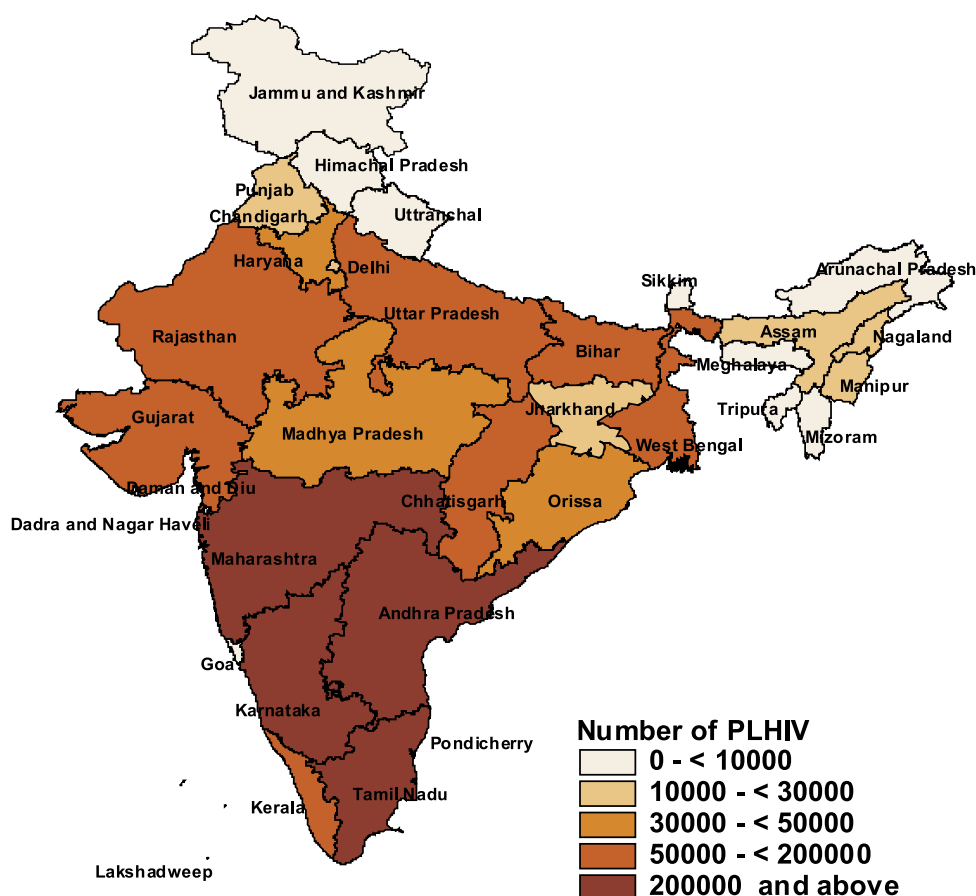 Jammu and Kashmir
Himachal Pradesh
Punjab
Chandigarh
Uttranchal
Haryana
Delhi
Arunachal Pradesh
Sikkim
Rajasthan
Uttar Pradesh
Assam
Nagaland
Bihar
Meghalaya
Manipur
Gujarat
Jharkhand
Tripura
Mizoram
Madhya Pradesh
West Bengal
Daman and Diu
Chhatisgarh
Orissa
Dadra and Nagar Haveli
Maharashtra
Andhra Pradesh
Goa
Karnataka
Pondicherry
Kerala
Tamil Nadu
Lakshadweep
Number of PLHIV
0 - < 10000
10000 - < 30000
30000 - < 50000
50000 - < 200000
200000 and above